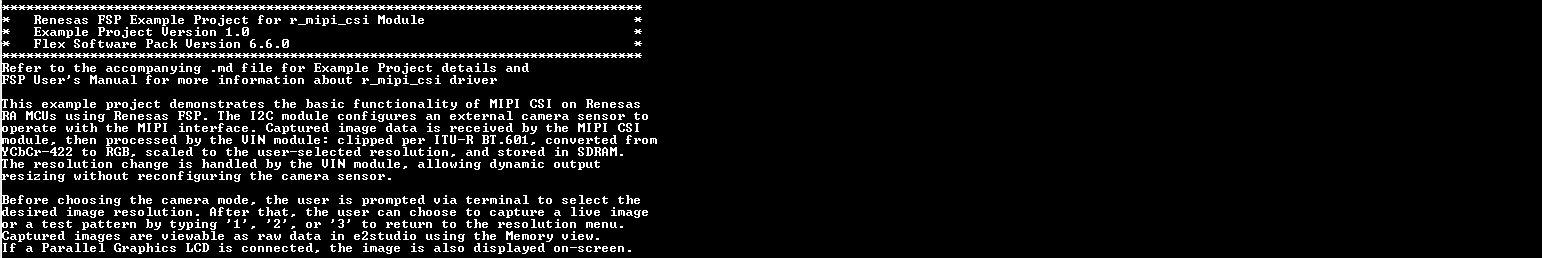 ********************************************************************************
*   Renesas FSP Example Project for r_mipi_csi Module                          *
*   Example Project Version 1.0                                                *
*   Flex Software Pack Version 6.6.0                                           *
********************************************************************************
Refer to the accompanying .md file for Example Project details and
FSP User's Manual for more information about r_mipi_csi driver

This example project demonstrates the basic functionality of MIPI CSI on Renesas
RA MCUs using Renesas FSP. The I2C module configures an external camera sensor to
operate with the MIPI interface. Captured image data is received by the MIPI CSI
module, then processed by the VIN module: clipped per ITU-R BT.601, converted from
YCbCr-422 to RGB, scaled to the user-selected resolution, and stored in SDRAM.
The resolution change is handled by the VIN module, allowing dynamic output
resizing without reconfiguring the camera sensor.

Before choosing the camera mode, the user is prompted via terminal to select the
desired image resolution. After that, the user can choose to capture a live image
or a test pattern by typing '1', '2', or '3' to return to the resolution menu.
Captured images are viewable as raw data in e2studio using the Memory view.
If a Parallel Graphics LCD is connected, the image is also displayed on-screen.